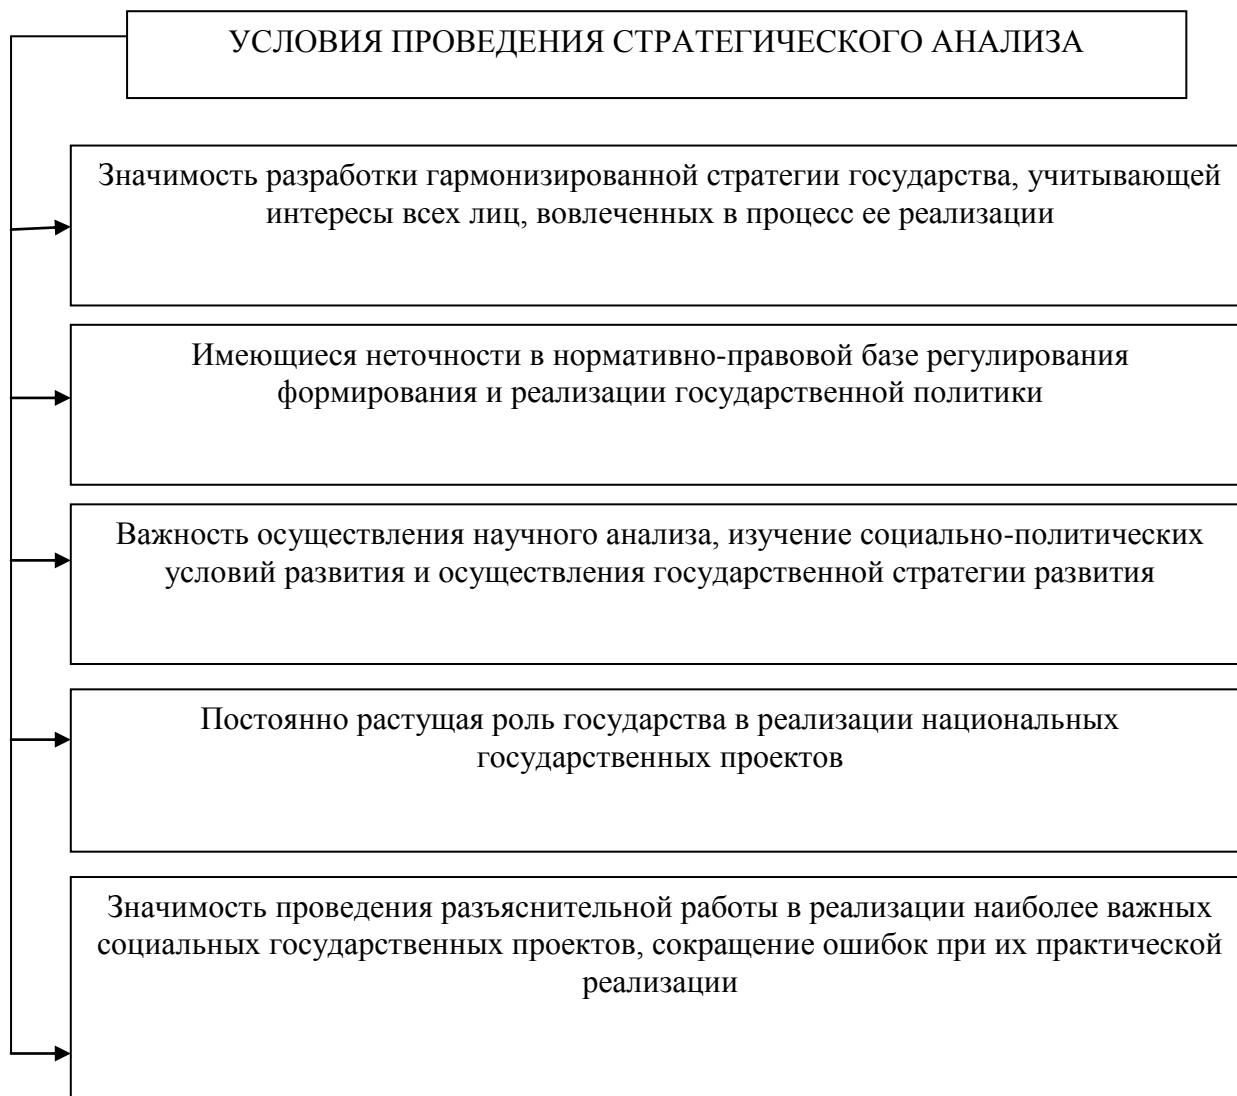 УСЛОВИЯ ПРОВЕДЕНИЯ СТРАТЕГИЧЕСКОГО АНАЛИЗА
Значимость разработки гармонизированной стратегии государства, учитывающей
интересы всех лиц, вовлеченных в процесс ее реализации
Имеющиеся неточности в нормативно-правовой базе регулирования
формирования и реализации государственной политики
Важность осуществления научного анализа, изучение социально-политических
условий развития и осуществления государственной стратегии развития
Постоянно растущая роль государства в реализации национальных
государственных проектов
Значимость проведения разъяснительной работы в реализации наиболее важных
социальных государственных проектов, сокращение ошибок при их практической
реализации